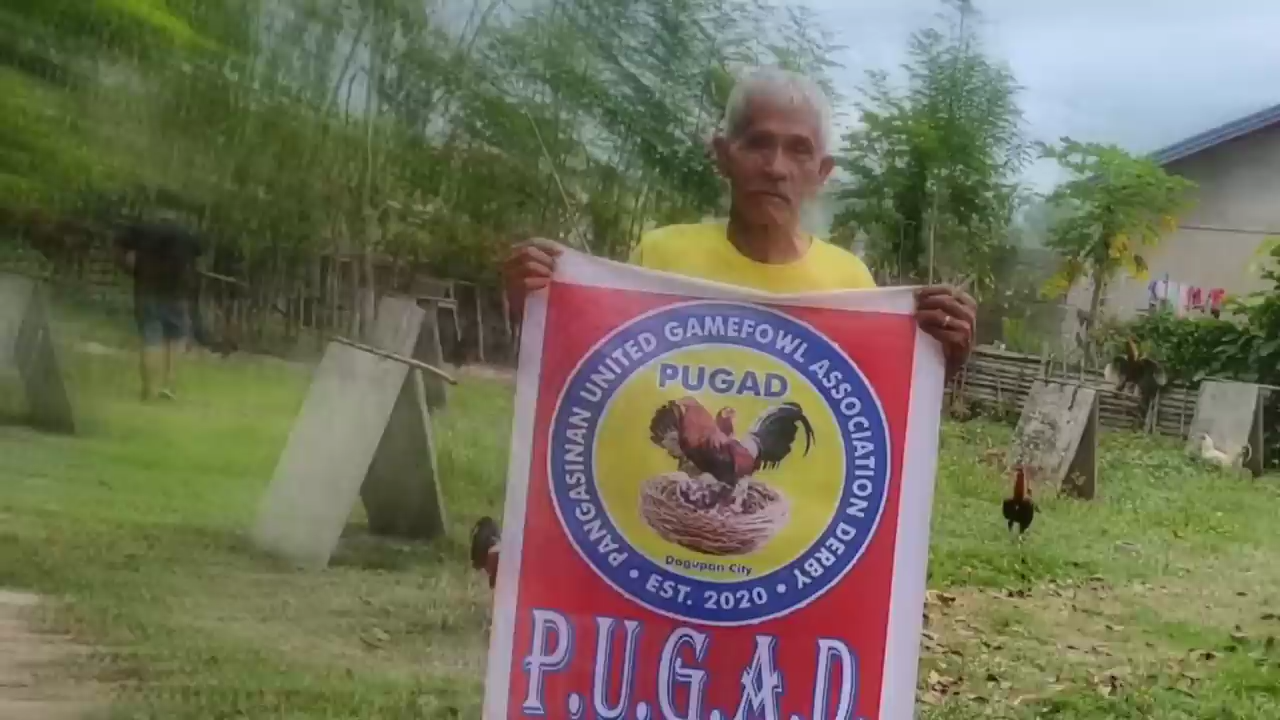 PANGASINAN UNITED GAMEFOWL ASSOCIATION DERBY
PUGAD
Dagupan City
• EST. 2020 •
P.U.G.A.D.